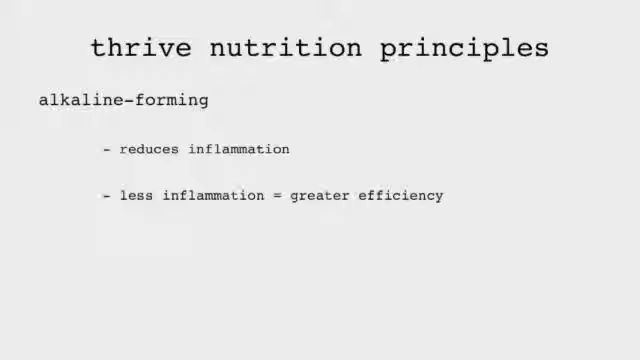 thrive nutrition principles
alkaline-forming
- reduces inflammation
- less inflammation = greater efficiency